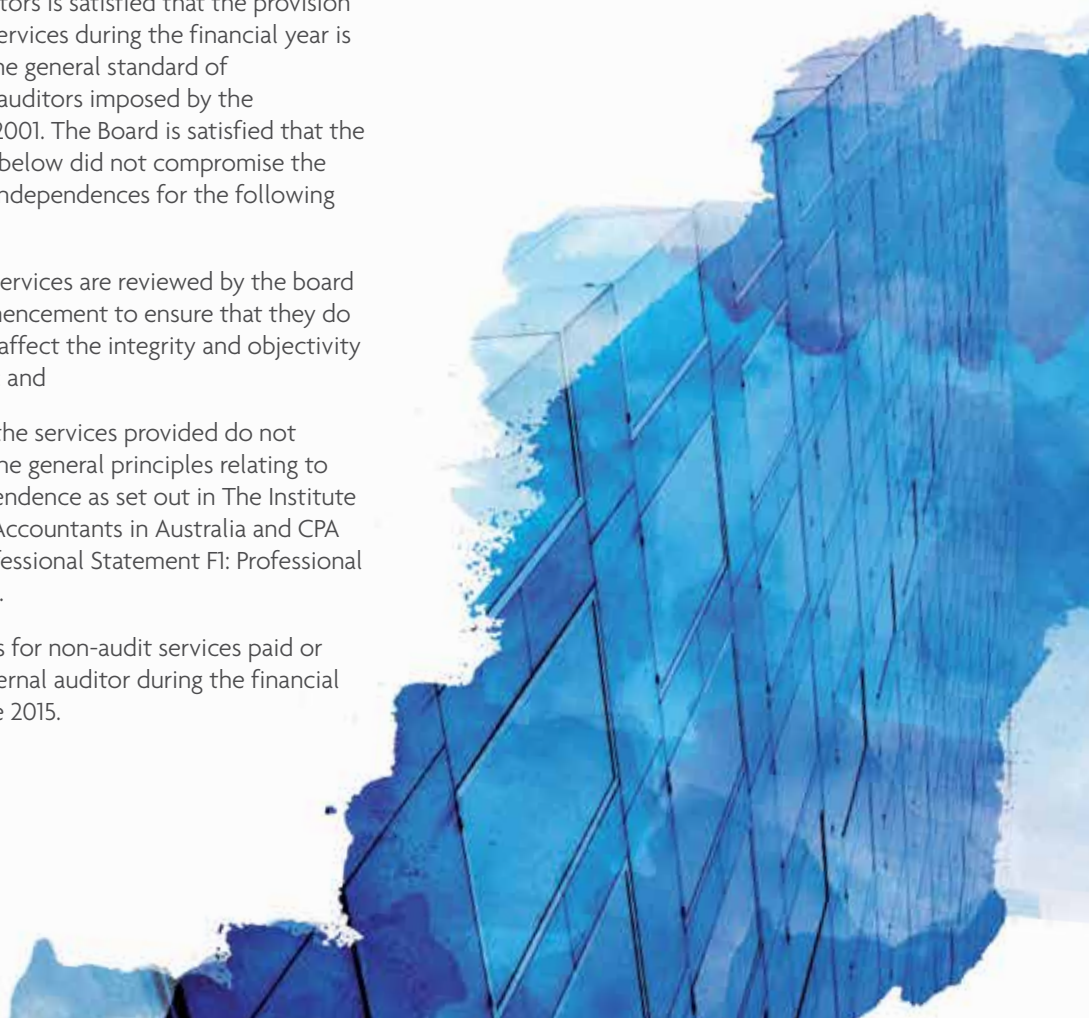 tors is satisfied that the provision
ervices during the financial year is
ne general standard of
auditors imposed by the
2001. The Board is satisfied that the
below did not compromise the
ndependences for the following
ervices are reviewed by the board
nencement to ensure that they do
affect the integrity and objectivity
and
the services provided do not
ne general principles relating to
endence as set out in The Institute
Accountants in Australia and CPA
fessional Statement F1: Professional
.
s for non-audit services paid or
ernal auditor during the financial
e 2015.